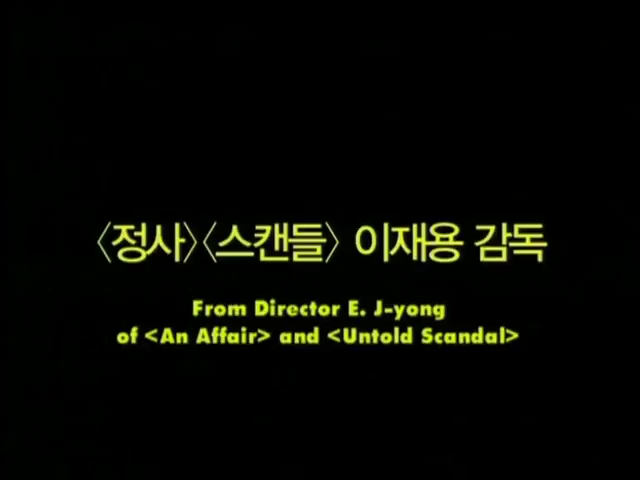 〈정사〉〈스캔들〉 이재용 감독
From Director E. J-yong
of <An Affair> and <Untold Scandal>